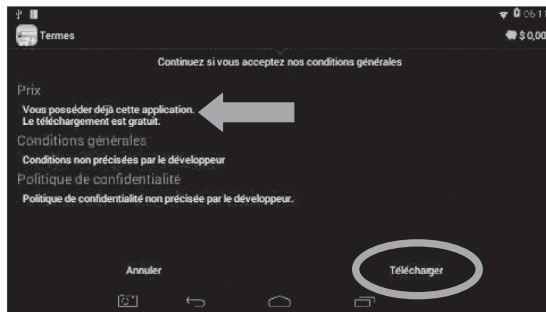 06:11
Termes
$0,00
Continuez si vous acceptez nos conditions générales
Prix
Vous posséder déjà cette application.
Le téléchargement est gratuit.
Conditions générales
Conditions non précisées par le développeur
Politique de confidentialité
Politique de confidentialité non précisée par le développeur.
Annuler
Télécharger